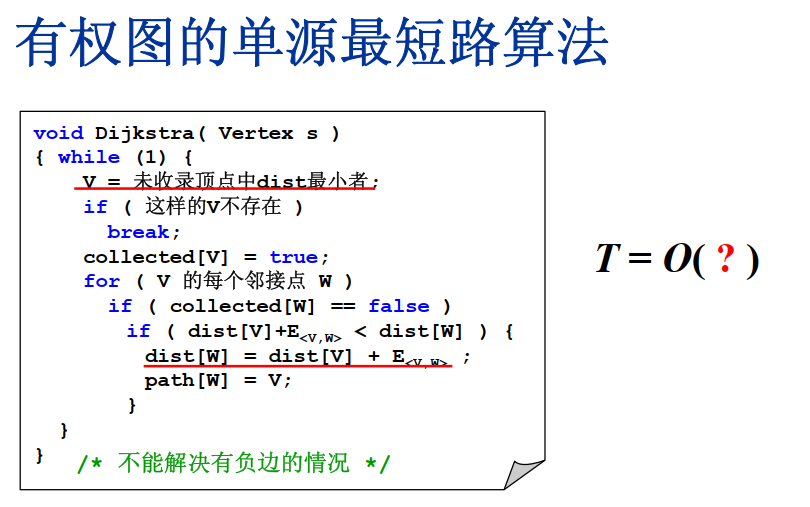 有权图的单源最短路算法
void Dijkstra( Vertex s )
{ while (1) {
V = 未收录顶点中dist最小者;
if ( 这样的V不存在 )
break;
collected[V] = true;
for ( V 的每个邻接点 W )
if ( collected[W] == false )
if ( dist[V]+E<V,W> < dist[W] ) {
dist[W] = dist[V] + E<V,W> ;
path[W] = V;
}
}
}
/* 不能解决有负边的情况 */
T = O( ? )